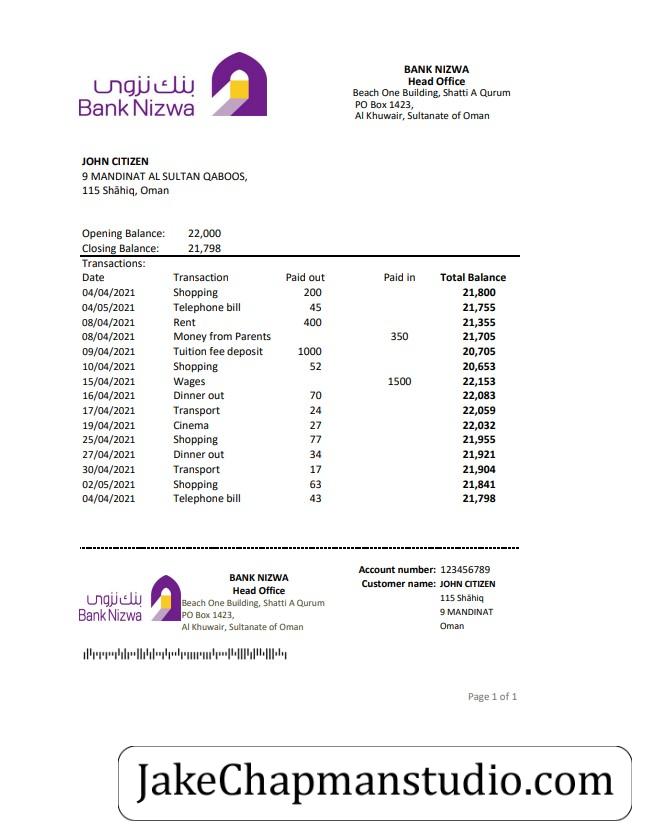 بنك نزوى
Bank Nizwa
BANK NIZWA
Head Office
Beach One Building, Shatti A Qurum
PO Box 1423,
Al Khuwair, Sultanate of Oman
JOHN CITIZEN
9 MANDINAT AL SULTAN QABOOS,
115 Shāhiq, Oman
Opening Balance: 22,000
Closing Balance: 21,798
Transactions:
Date Transaction Paid out Paid in Total Balance
04/04/2021 Shopping 200 21,800
04/05/2021 Telephone bill 45 21,755
08/04/2021 Rent 400 21,355
08/04/2021 Money from Parents 350 21,705
09/04/2021 Tuition fee deposit 1000 20,705
10/04/2021 Shopping 52 20,653
15/04/2021 Wages 1500 22,153
16/04/2021 Dinner out 70 22,083
17/04/2021 Transport 24 22,059
19/04/2021 Cinema 27 22,032
25/04/2021 Shopping 77 21,955
27/04/2021 Dinner out 34 21,921
30/04/2021 Transport 17 21,904
02/05/2021 Shopping 63 21,841
04/04/2021 Telephone bill 43 21,798
بنك نزوى
Bank Nizwa
BANK NIZWA
Head Office
Beach One Building, Shatti A Qurum
PO Box 1423,
Al Khuwair, Sultanate of Oman
Account number: 123456789
Customer name: JOHN CITIZEN
115 Shāhiq
9 MANDINAT
Oman
Page 1 of 1
JakeChapmanstudio.com